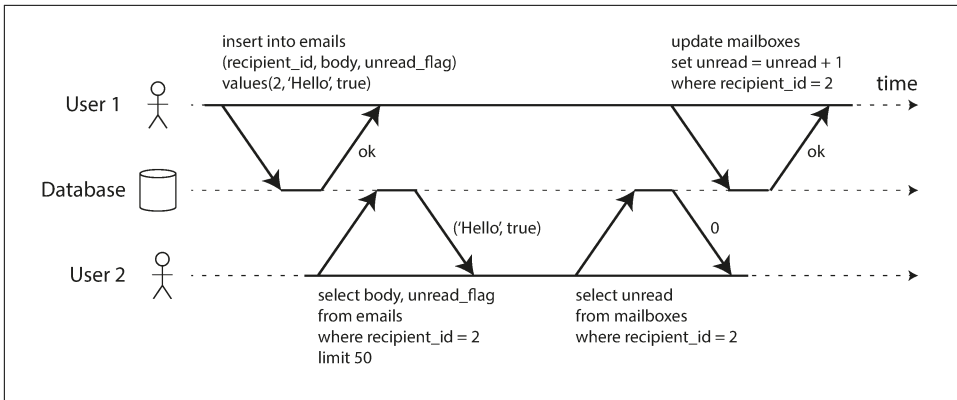 insert into emails
(recipient_id, body, unread_flag)
values(2, ‘Hello’, true)
update mailboxes
set unread = unread + 1
where recipient_id = 2
time
User 1
ok
ok
Database
(‘Hello’, true)
0
User 2
select body, unread_flag
from emails
where recipient_id = 2
limit 50
select unread
from mailboxes
where recipient_id = 2